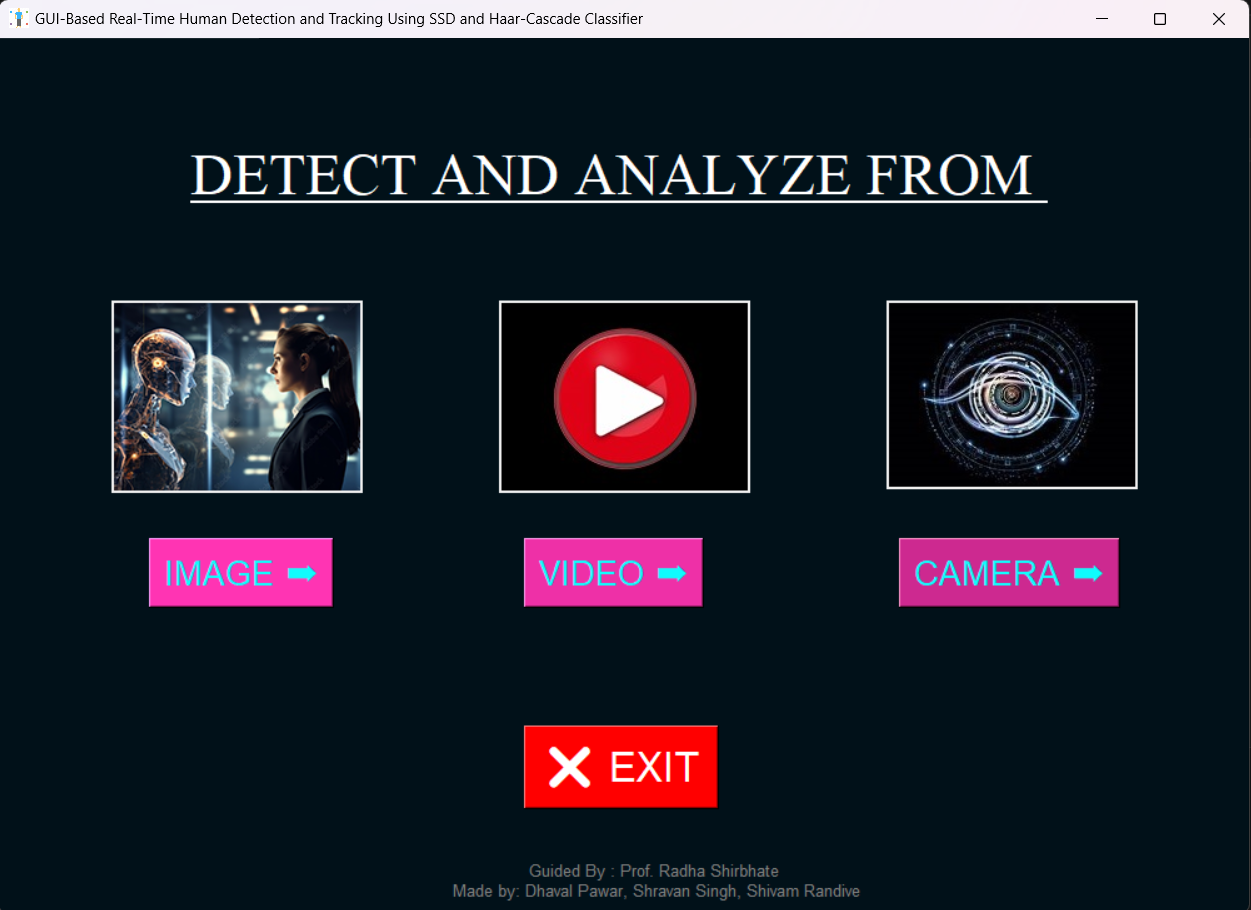 GUI-Based Real-Time Human Detection and Tracking Using SSD and Haar-Cascade Classifier
DETECT AND ANALYZE FROM
IMAGE ➡
VIDEO ➡
CAMERA ➡
❌ EXIT
Guided By : Prof. Radha Shirbhate
Made by: Dhaval Pawar, Shravan Singh, Shivam Randive